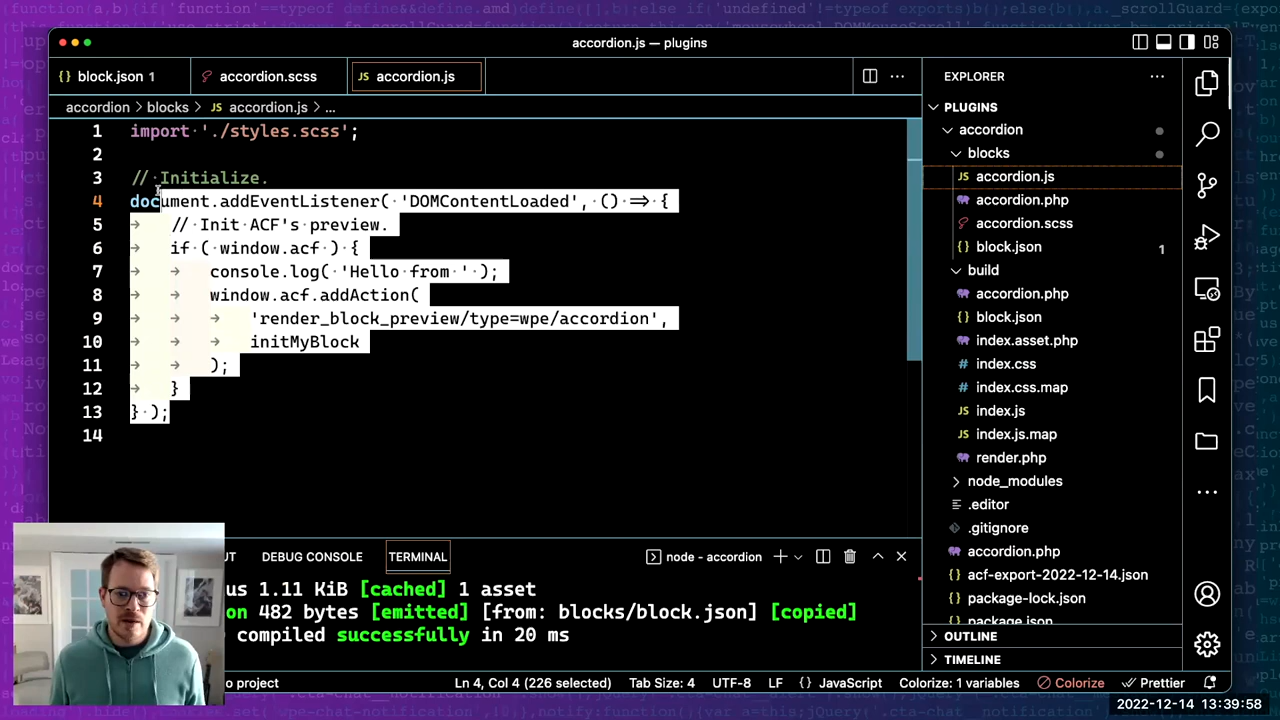 accordion.js — plugins
block.json 1
accordion.scss
JS accordion.js
EXPLORER
accordion > blocks > JS accordion.js > ...
1 import './styles.scss';
2
3 // Initialize.
4 document.addEventListener( 'DOMContentLoaded', () => {
5 // Init ACF's preview.
6 if ( window.acf ) {
7 console.log( 'Hello from ' );
8 window.acf.addAction(
9 'render_block_preview/type=wpe/accordion',
10 initMyBlock
11 );
12 }
13 } );
14
PLUGINS
accordion
blocks
JS accordion.js
accordion.php
accordion.scss
{} block.json 1
build
accordion.php
{} block.json
index.asset.php
# index.css
{} index.css.map
JS index.js
{} index.js.map
render.php
node_modules
.editor
.gitignore
accordion.php
{} acf-export-2022-12-14.json
{} package-lock.json
{} package.json
OUTLINE
TIMELINE
DEBUG CONSOLE
TERMINAL
node - accordion
us 1.11 KiB [cached] 1 asset
on 482 bytes [emitted] [from: blocks/block.json] [copied]
compiled successfully in 20 ms
o project
Ln 4, Col 4 (226 selected)
Tab Size: 4
UTF-8
LF
{} JavaScript
Colorize: 1 variables
Colorize
Prettier
2022-12-14 13:39:58